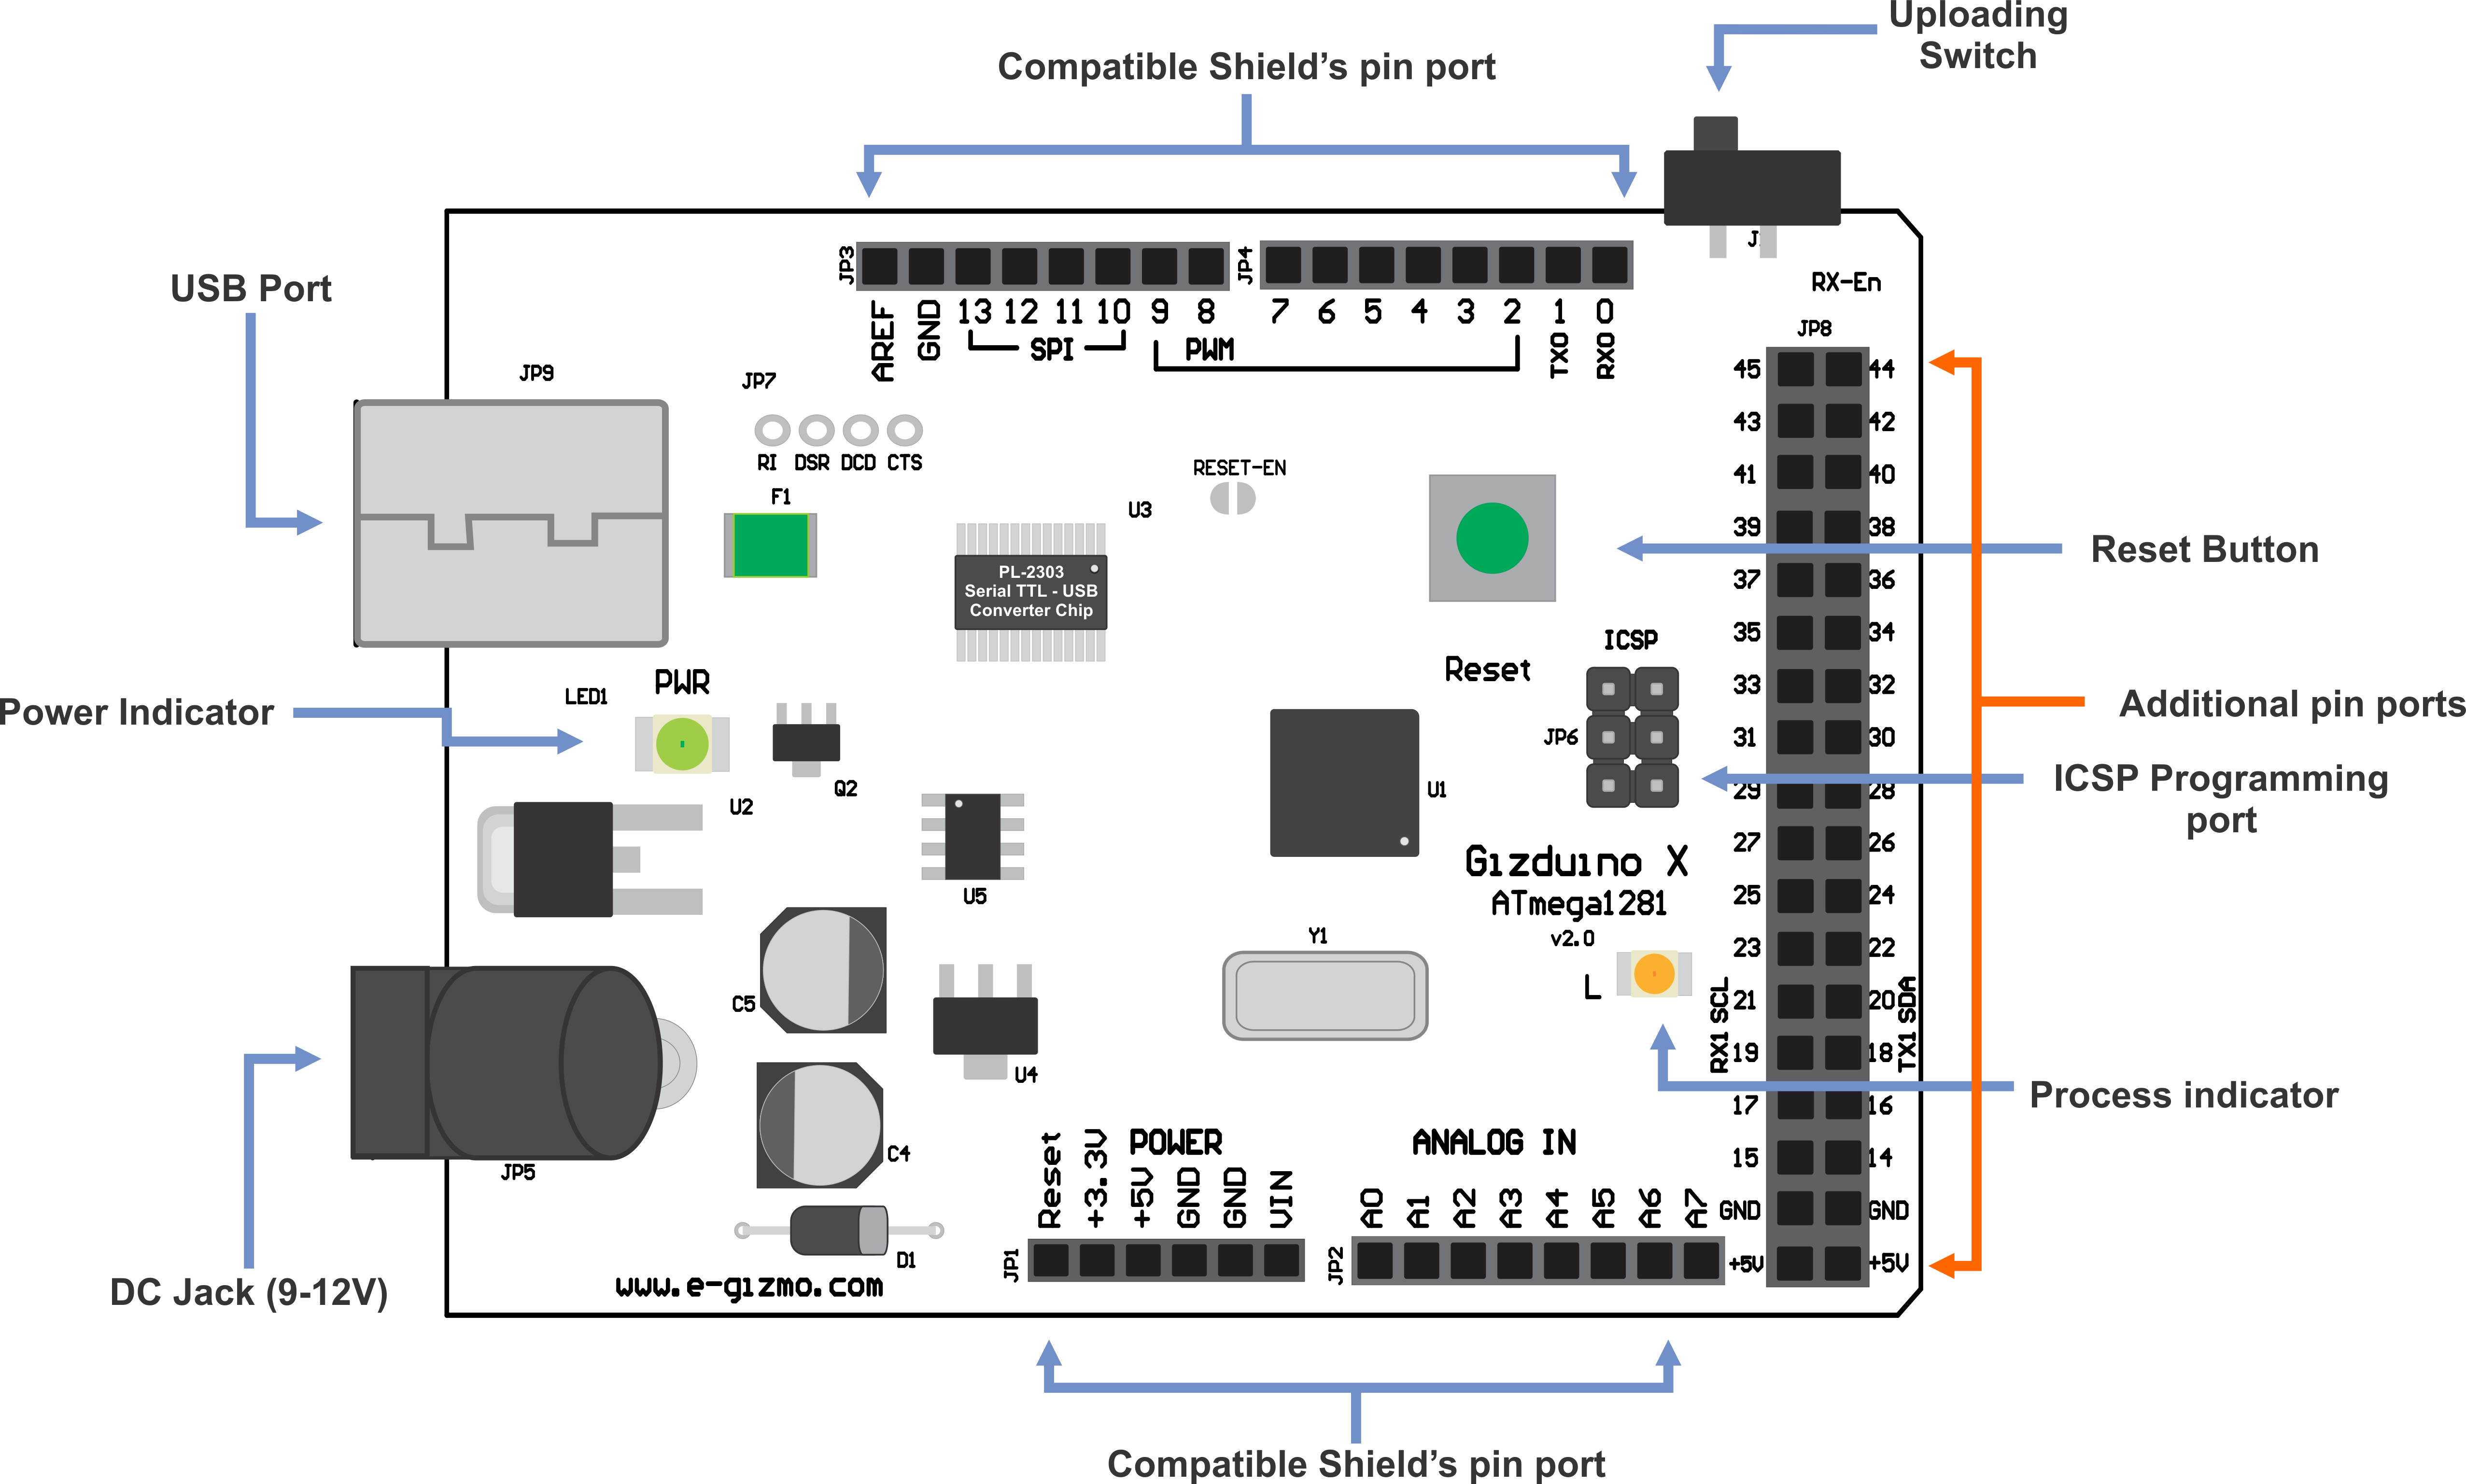 Uploading
Switch
Compatible Shield’s pin port
USB Port
JP3
JP4
J
AREF
GND
13
12
11
10
9
8
7
6
5
4
3
2
1
0
TX0
RX0
SPI
PWM
RX-En
JP8
JP9
JP7
RI DSR DCD CTS
F1
RESET-EN
U3
PL-2303
Serial TTL - USB
Converter Chip
45 44
43 42
41 40
39 38
37 36
35 34
33 32
31 30
29 28
27 26
25 24
23 22
21 20
19 18
17 16
15 14
GND GND
+5V +5V
RX1 SCL
TX1 SDA
Reset Button
ICSP
Reset
JP6
Power Indicator
LED1
PWR
Q2
U2
U1
U5
Additional pin ports
ICSP Programming
port
Gizduino X
ATmega1281
v2.0
Y1
L
C5
U4
Process indicator
C4
JP5
D1
DC Jack (9-12V)
www.e-gizmo.com
POWER
Reset
+3.3V
+5V
GND
GND
VIN
JP1
ANALOG IN
A0
A1
A2
A3
A4
A5
A6
A7
JP2
Compatible Shield’s pin port